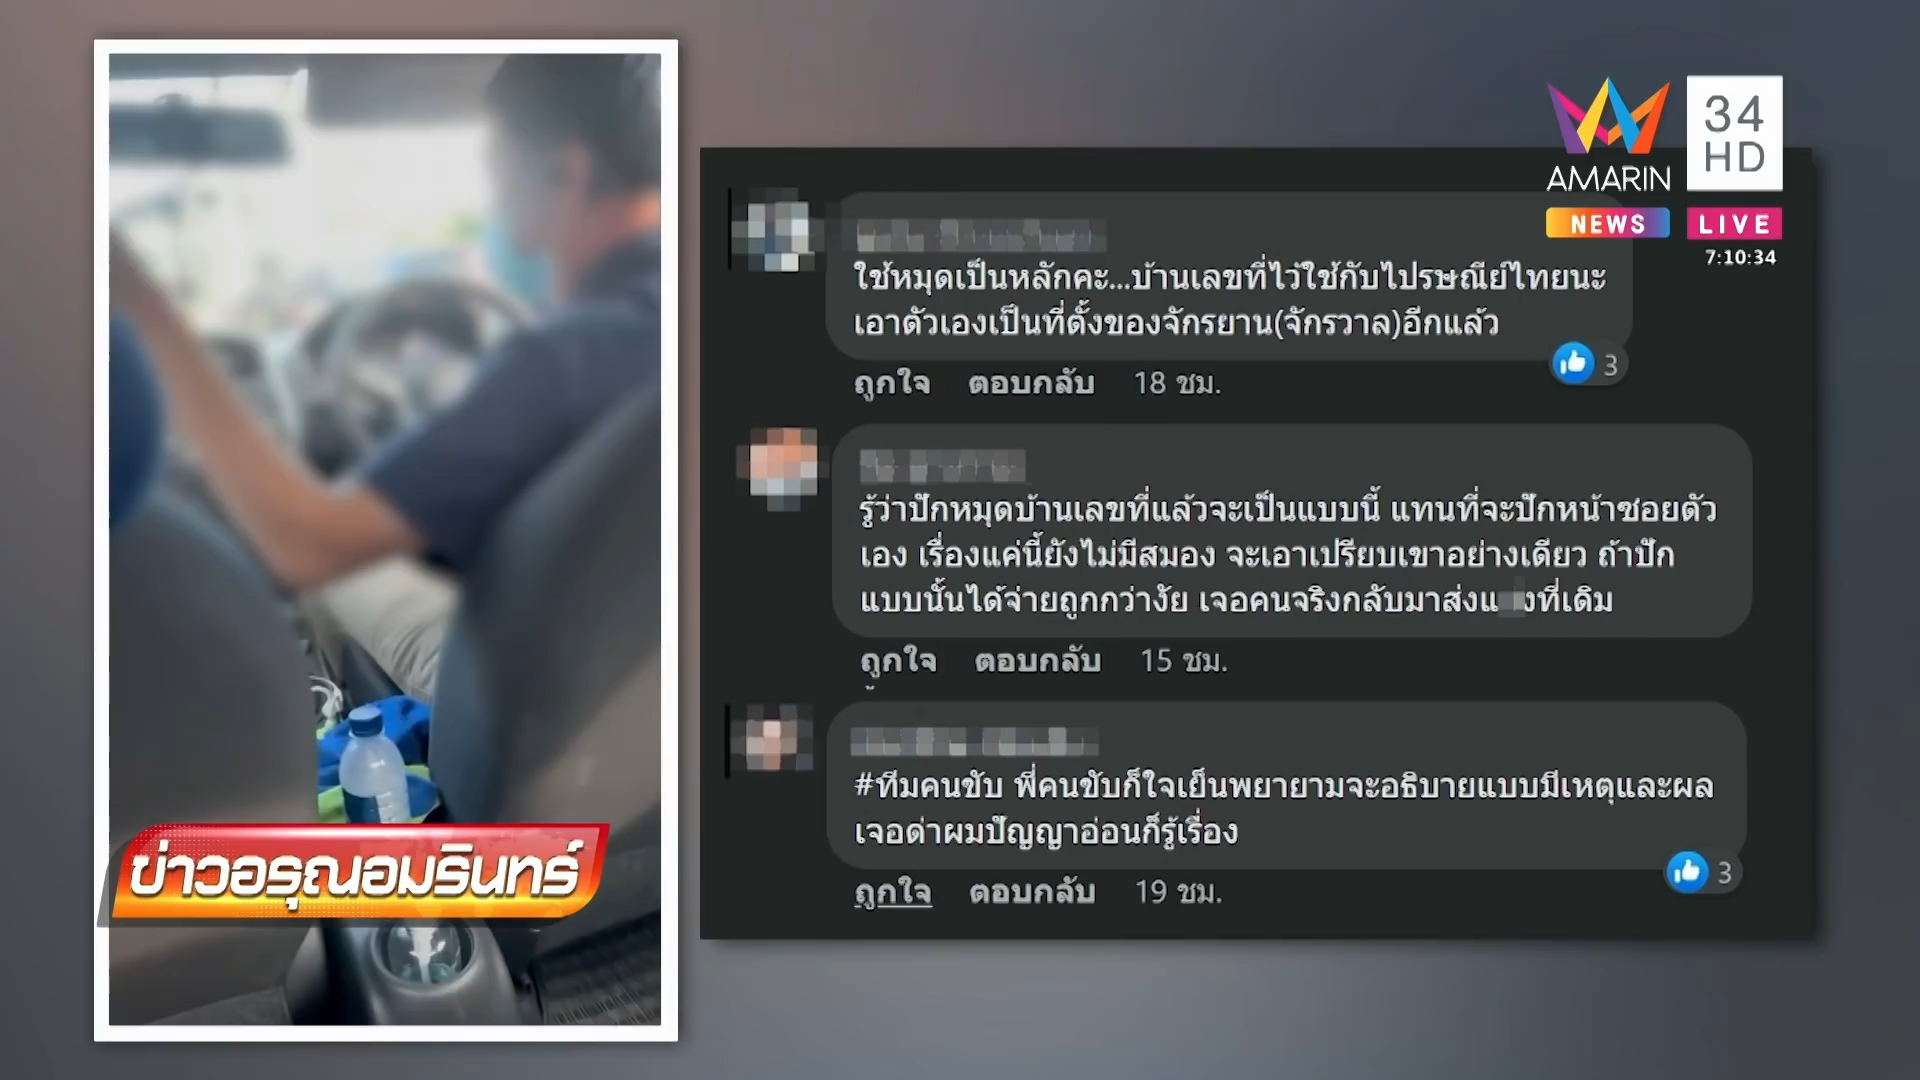 AMARIN
34
HD
NEWS
LIVE
7:10:34
ใช้หมุดเป็นหลักคะ...บ้านเลขที่ไว้ใช้กับไปรษณีย์ไทยนะ
เอาตัวเองเป็นที่ตั้งของจักรยาน(จักรวาล)อีกแล้ว
3
ถูกใจ ตอบกลับ 18 ชม.
รู้ว่าปักหมุดบ้านเลขที่แล้วจะเป็นแบบนี้ แทนที่จะปักหน้าซอยตัว
เอง เรื่องแค่นี้ยังไม่มีสมอง จะเอาเปรียบเขาอย่างเดียว ถ้าปัก
แบบนั้นได้จ่ายถูกกว่างัย เจอคนจริงกลับมาส่งแ งที่เดิม
ถูกใจ ตอบกลับ 15 ชม.
#ทีมคนขับ พี่คนขับก็ใจเย็นพยายามจะอธิบายแบบมีเหตุและผล
เจอด่าผมปัญญาอ่อนก็รู้เรื่อง
3
ถูกใจ ตอบกลับ 19 ชม.
ข่าวอรุณอมรินทร์